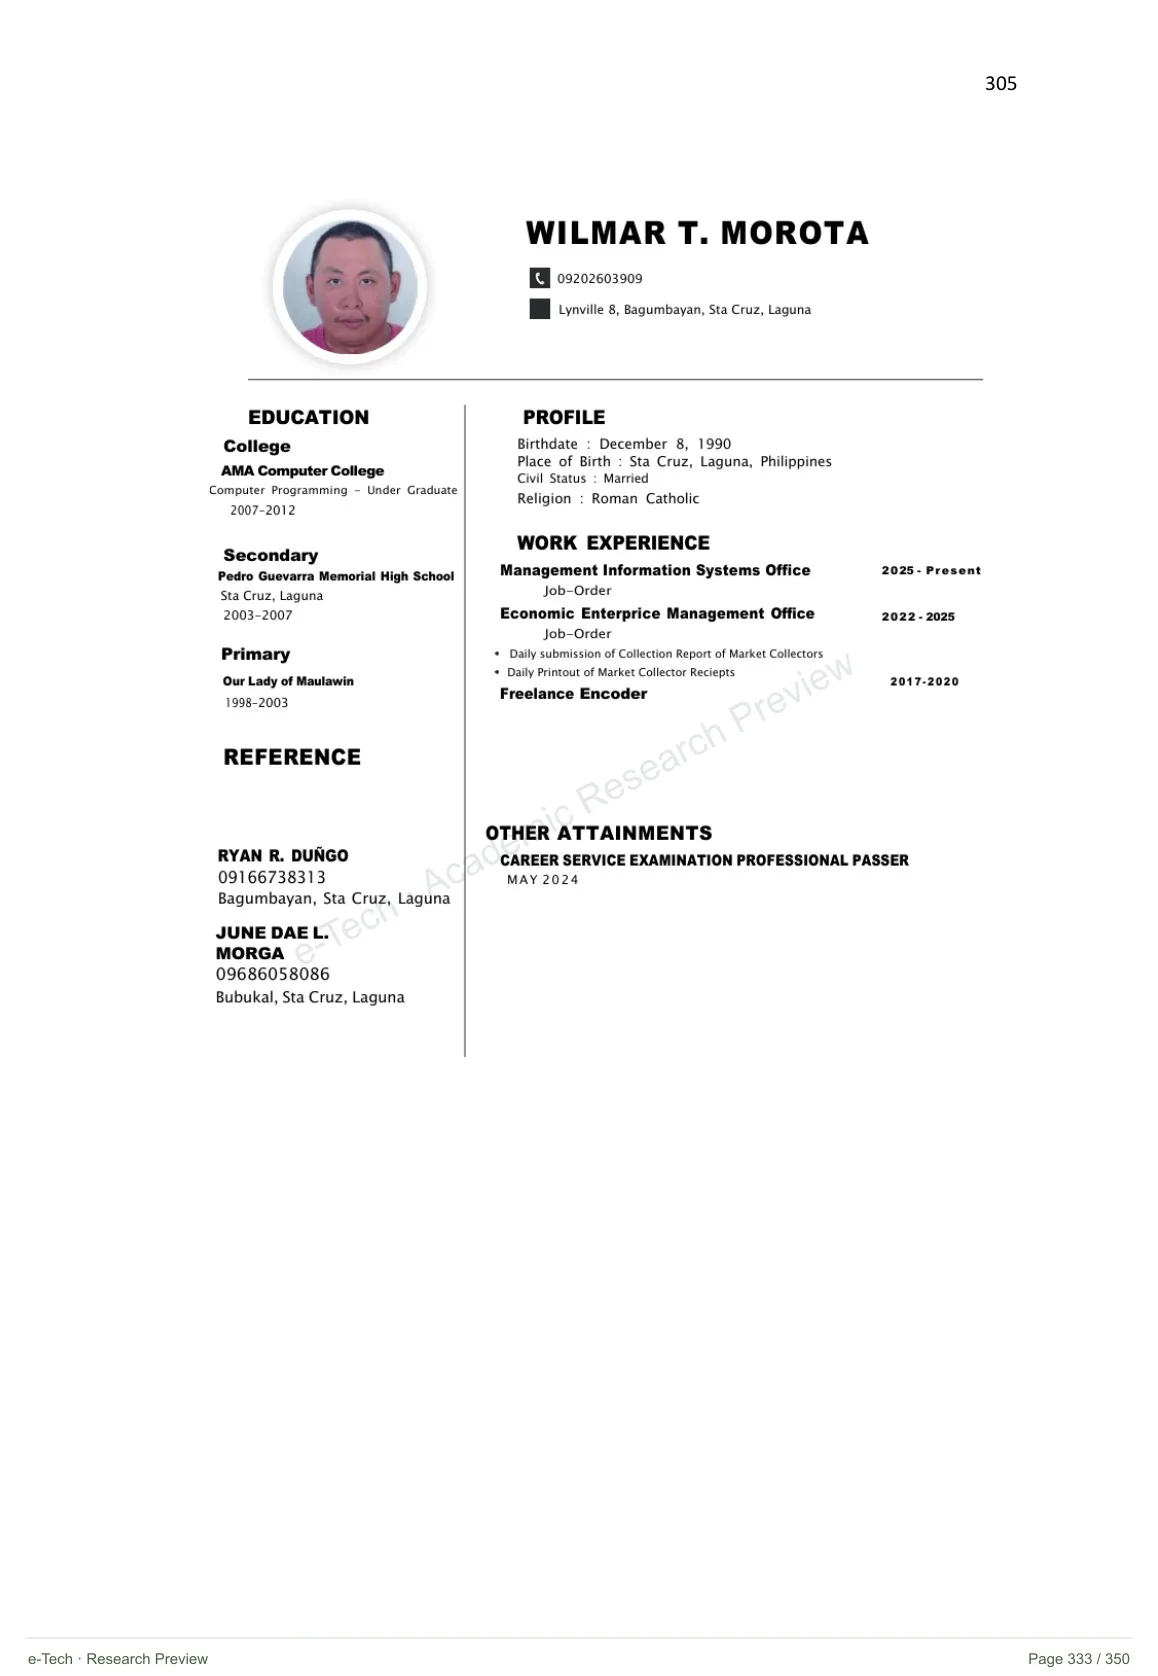 305
WILMAR T. MOROTA
09202603909
Lynville 8, Bagumbayan, Sta Cruz, Laguna
EDUCATION
College
AMA Computer College
Computer Programming - Under Graduate
2007-2012
Secondary
Pedro Guevarra Memorial High School
Sta Cruz, Laguna
2003-2007
Primary
Our Lady of Maulawin
1998-2003
REFERENCE
RYAN R. DUÑGO
09166738313
Bagumbayan, Sta Cruz, Laguna
JUNE DAE L.
MORGA
09686058086
Bubukal, Sta Cruz, Laguna
PROFILE
Birthdate : December 8, 1990
Place of Birth : Sta Cruz, Laguna, Philippines
Civil Status : Married
Religion : Roman Catholic
WORK EXPERIENCE
Management Information Systems Office 2025 - Present
Job-Order
Economic Enterprice Management Office 2022 - 2025
Job-Order
• Daily submission of Collection Report of Market Collectors
• Daily Printout of Market Collector Reciepts
Freelance Encoder 2017-2020
OTHER ATTAINMENTS
CAREER SERVICE EXAMINATION PROFESSIONAL PASSER
MAY 2024
e-Tech · Academic Research Preview
e-Tech · Research Preview Page 333 / 350